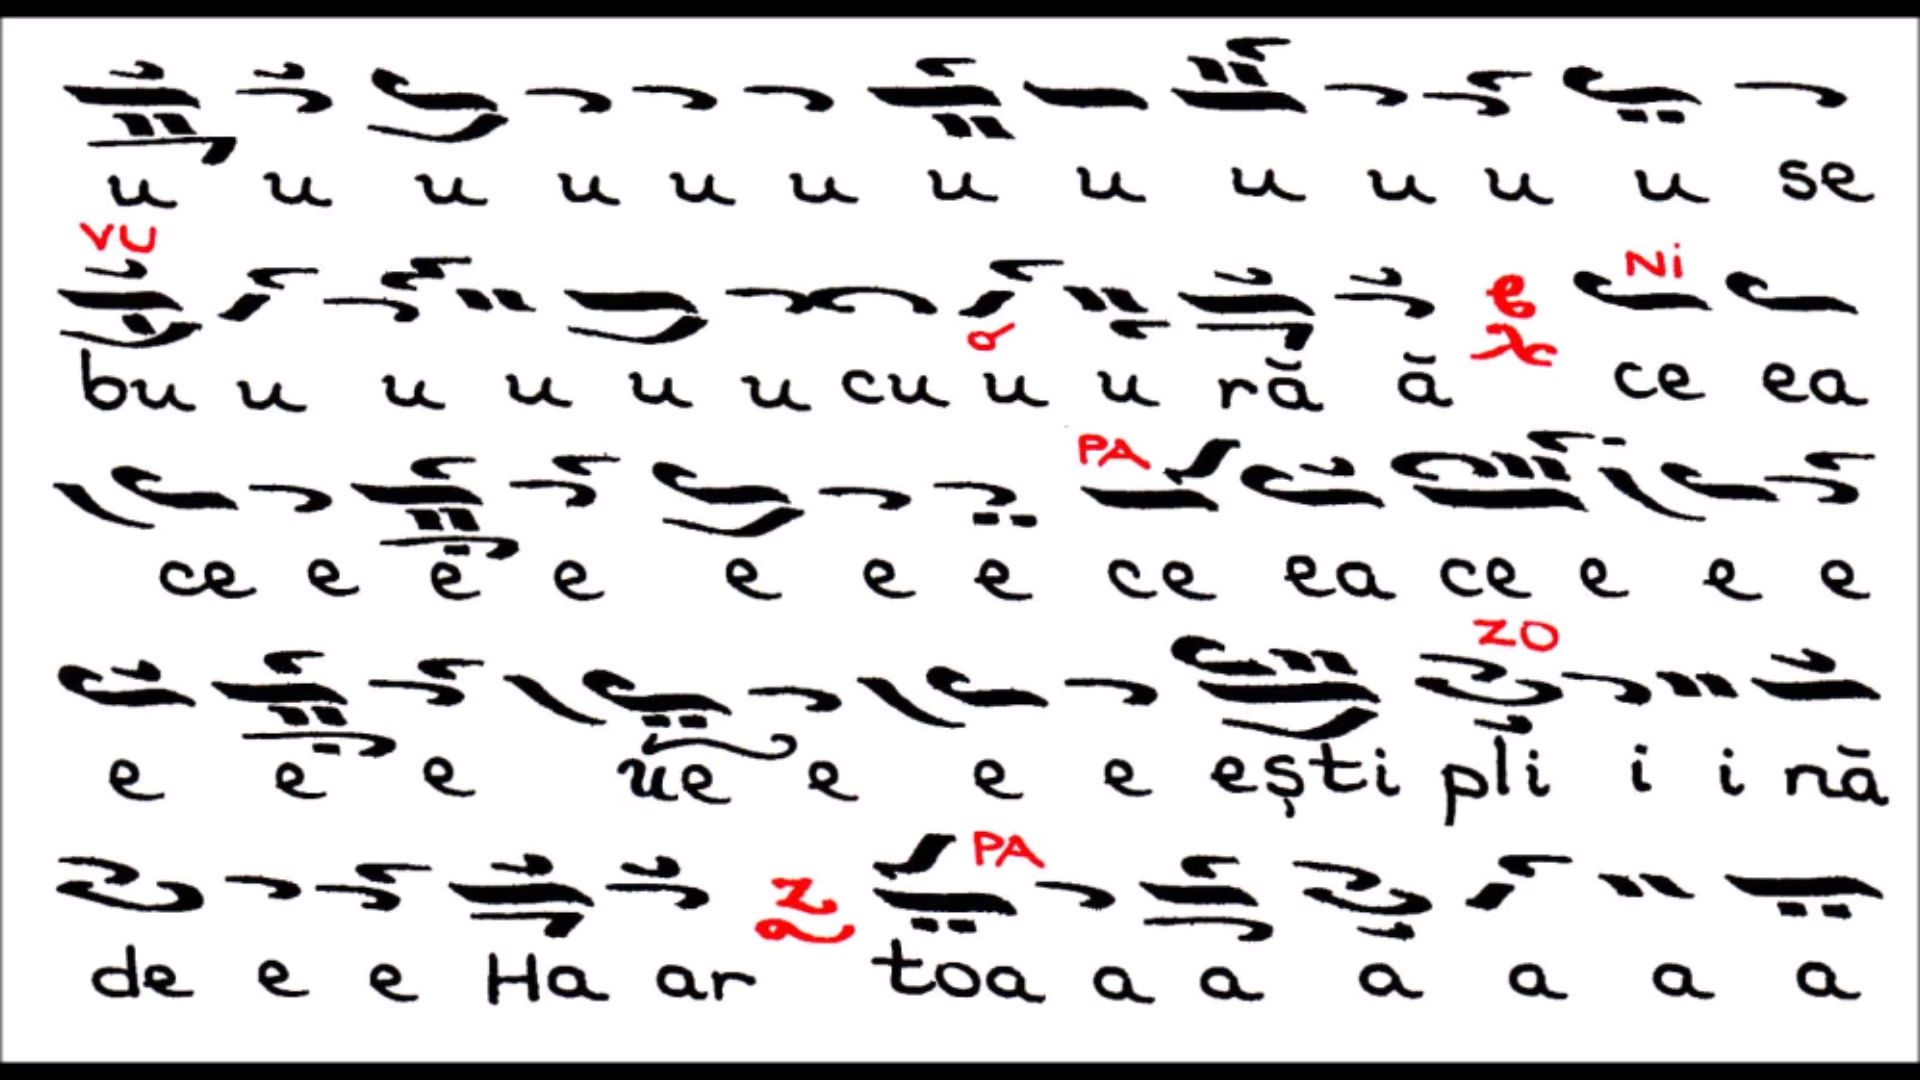 u u u u u u u u u u u u se
VU Ni
bu u u u u u cu u u ră ă ce ea
PA
ce e e e e e e ce ea ce e e e
ZO
e e e ue e e e ești pli i i nă
PA
de e e Ha ar toa a a a a a a